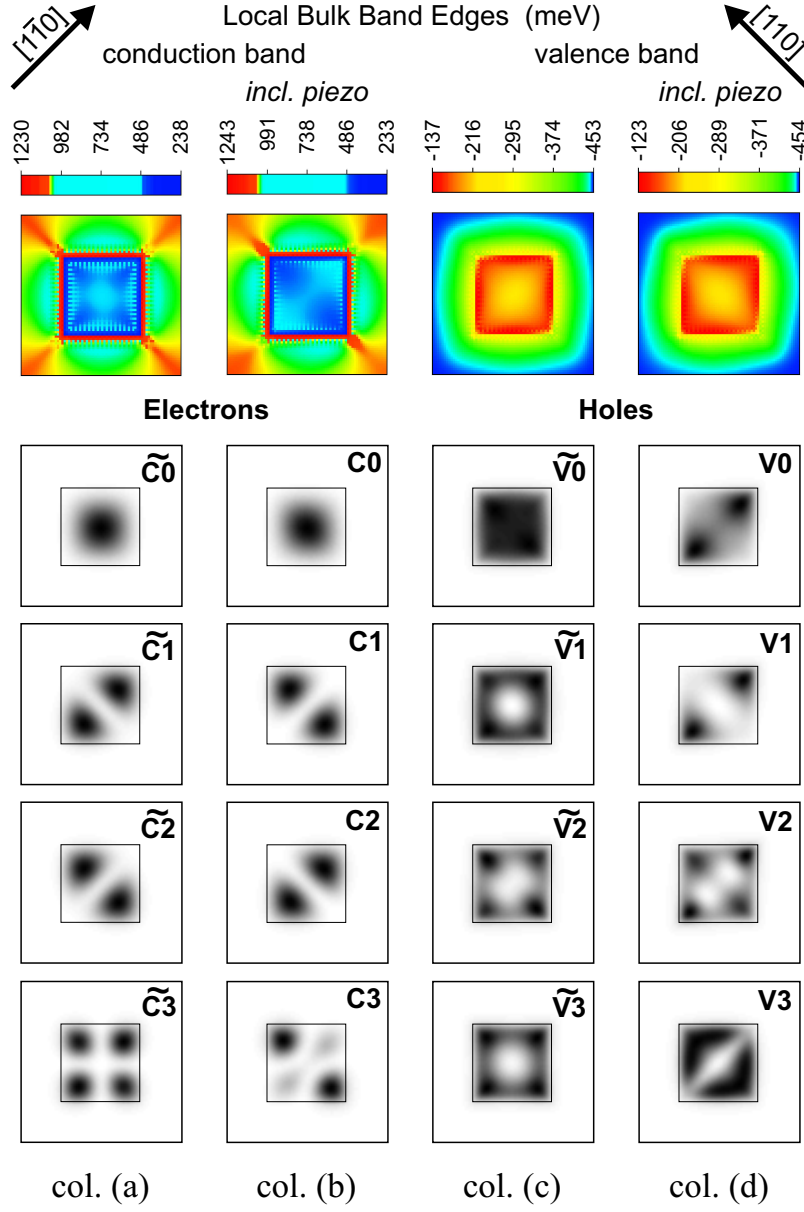 Local Bulk Band Edges (meV)
[11̄0]
[110]
conduction band
valence band
incl. piezo
incl. piezo
1230 982 734 486 238
1243 991 738 486 233
-137 -216 -295 -374 -453
-123 -206 -289 -371 -454
Electrons
Holes
C̃0 C0 Ṽ0 V0
C̃1 C1 Ṽ1 V1
C̃2 C2 Ṽ2 V2
C̃3 C3 Ṽ3 V3
col. (a) col. (b) col. (c) col. (d)